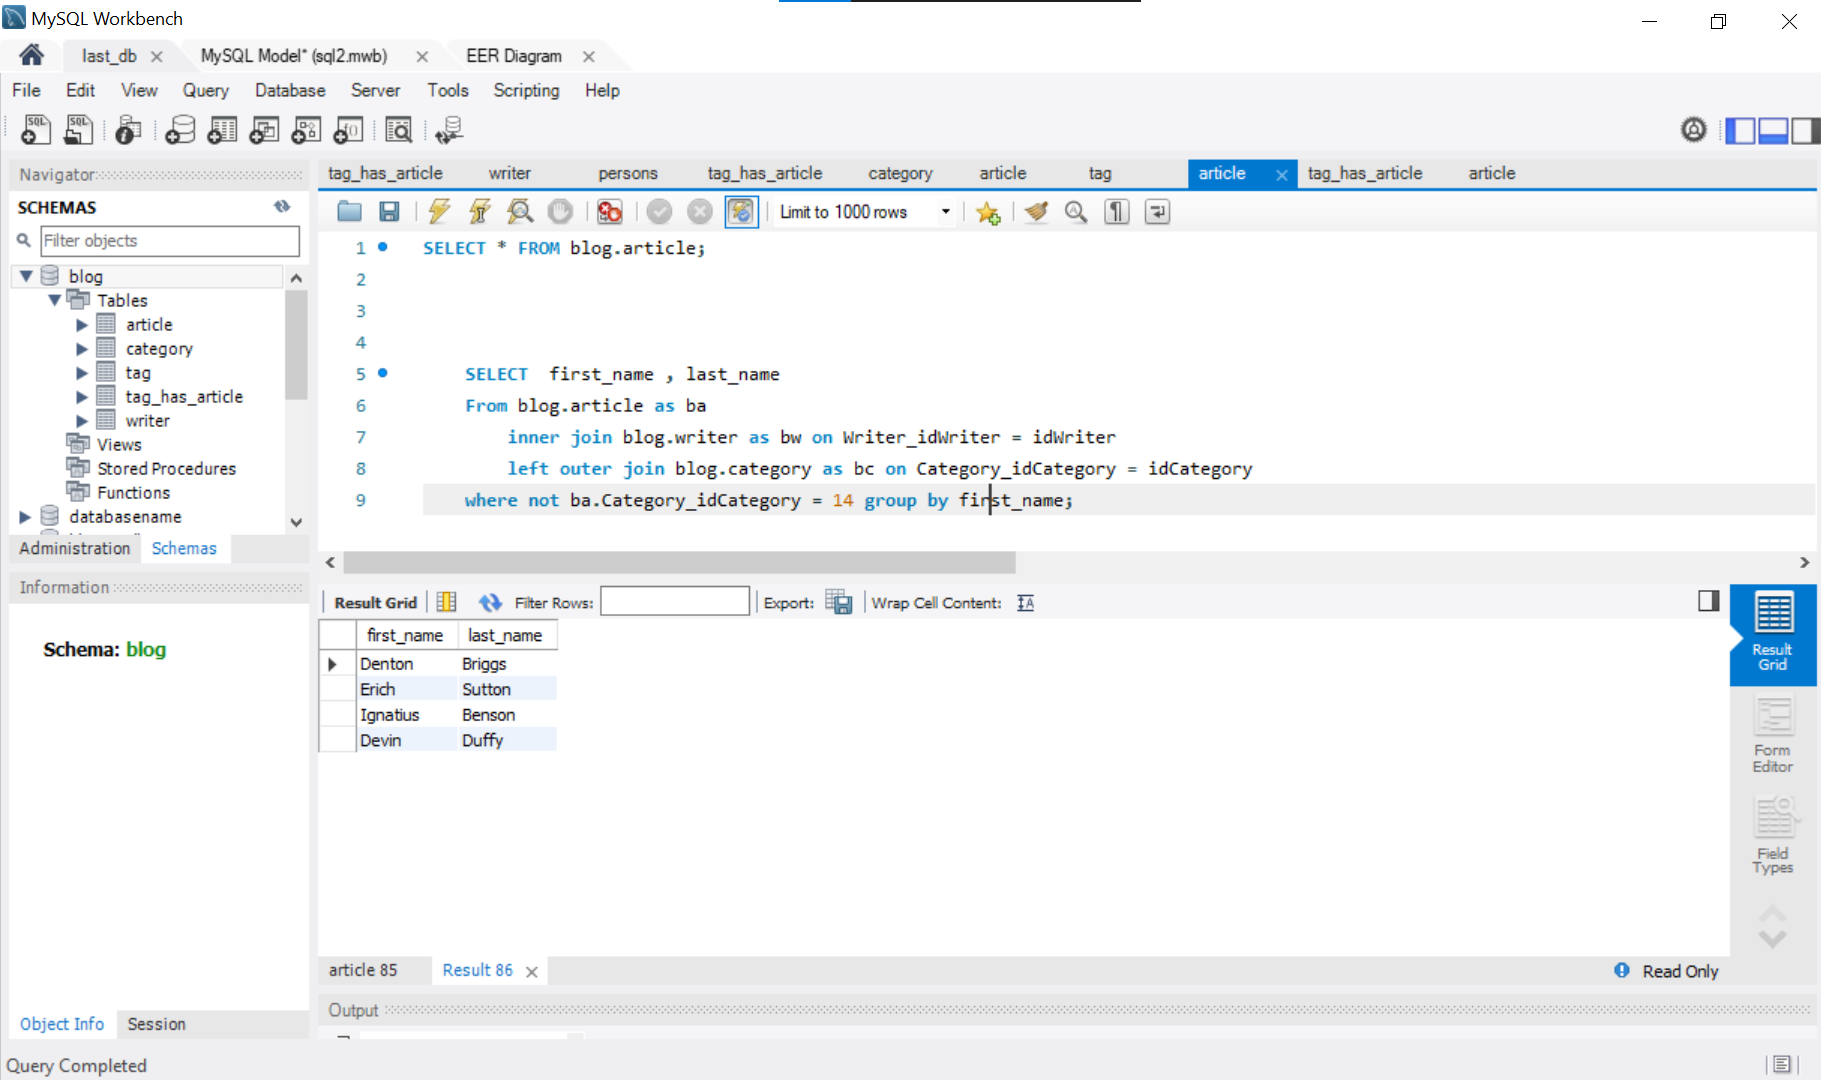 MySQL Workbench
last_db
MySQL Model* (sql2.mwb)
EER Diagram
File Edit View Query Database Server Tools Scripting Help
SQL SQL
Navigator
tag_has_article writer persons tag_has_article category article tag article tag_has_article article
SCHEMAS
Filter objects
Limit to 1000 rows
blog
Tables
article
category
tag
tag_has_article
writer
Views
Stored Procedures
Functions
databasename
Administration Schemas
1 SELECT * FROM blog.article;
2
3
4
5 SELECT first_name , last_name
6 From blog.article as ba
7 inner join blog.writer as bw on Writer_idWriter = idWriter
8 left outer join blog.category as bc on Category_idCategory = idCategory
9 where not ba.Category_idCategory = 14 group by first_name;
Information
Schema: blog
Result Grid Filter Rows: Export: Wrap Cell Content:
first_name last_name
Denton Briggs
Erich Sutton
Ignatius Benson
Devin Duffy
Result
Grid
Form
Editor
Field
Types
article 85 Result 86
Read Only
Output
Object Info Session
Query Completed